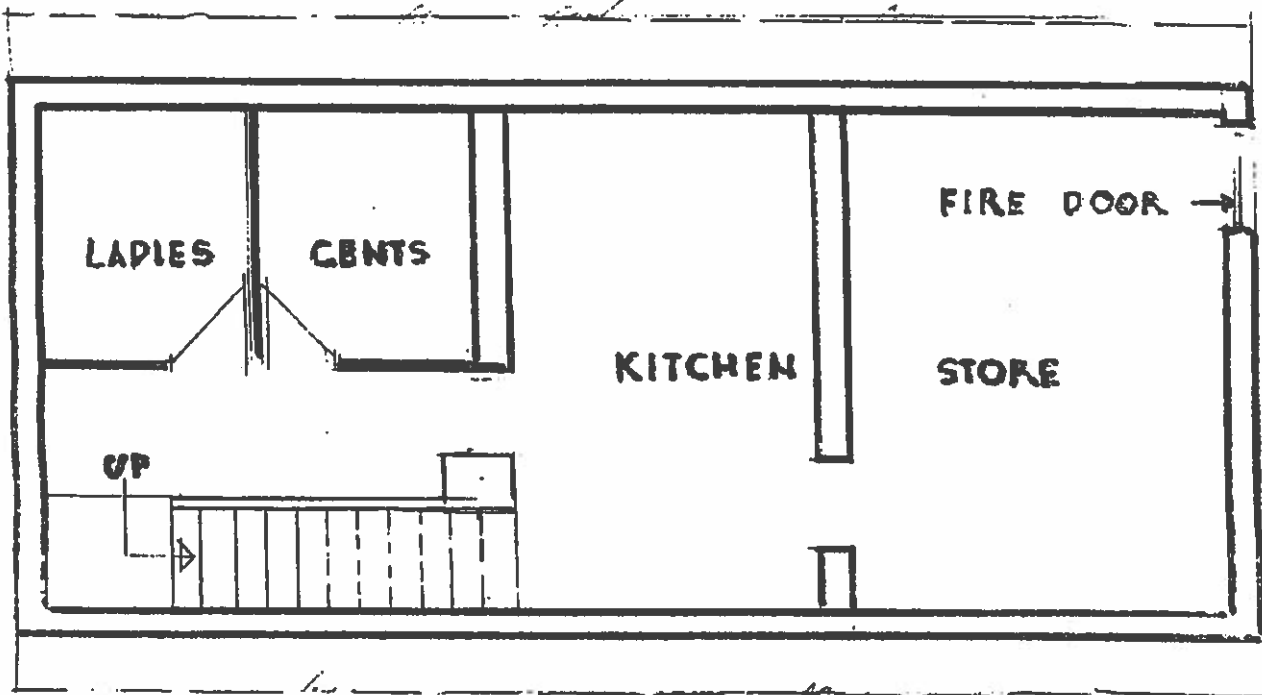 FIRE DOOR
LADIES
GENTS
KITCHEN
STORE
UP